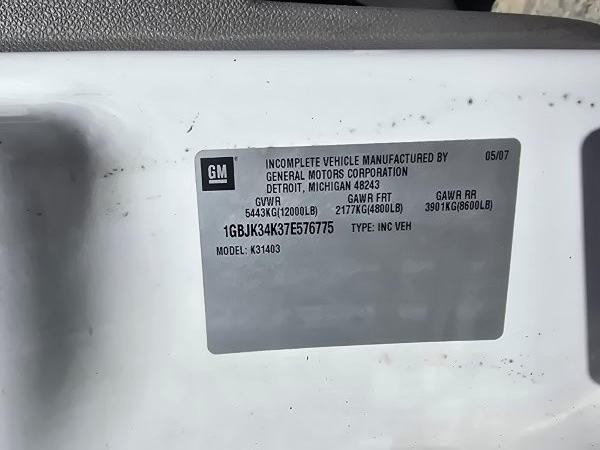 GM
INCOMPLETE VEHICLE MANUFACTURED BY 05/07
GENERAL MOTORS CORPORATION
DETROIT, MICHIGAN 48243
GVWR GAWR FRT GAWR RR
5443KG(12000LB) 2177KG(4800LB) 3901KG(8600LB)
1GBJK34K37E576775 TYPE: INC VEH
MODEL: K31403